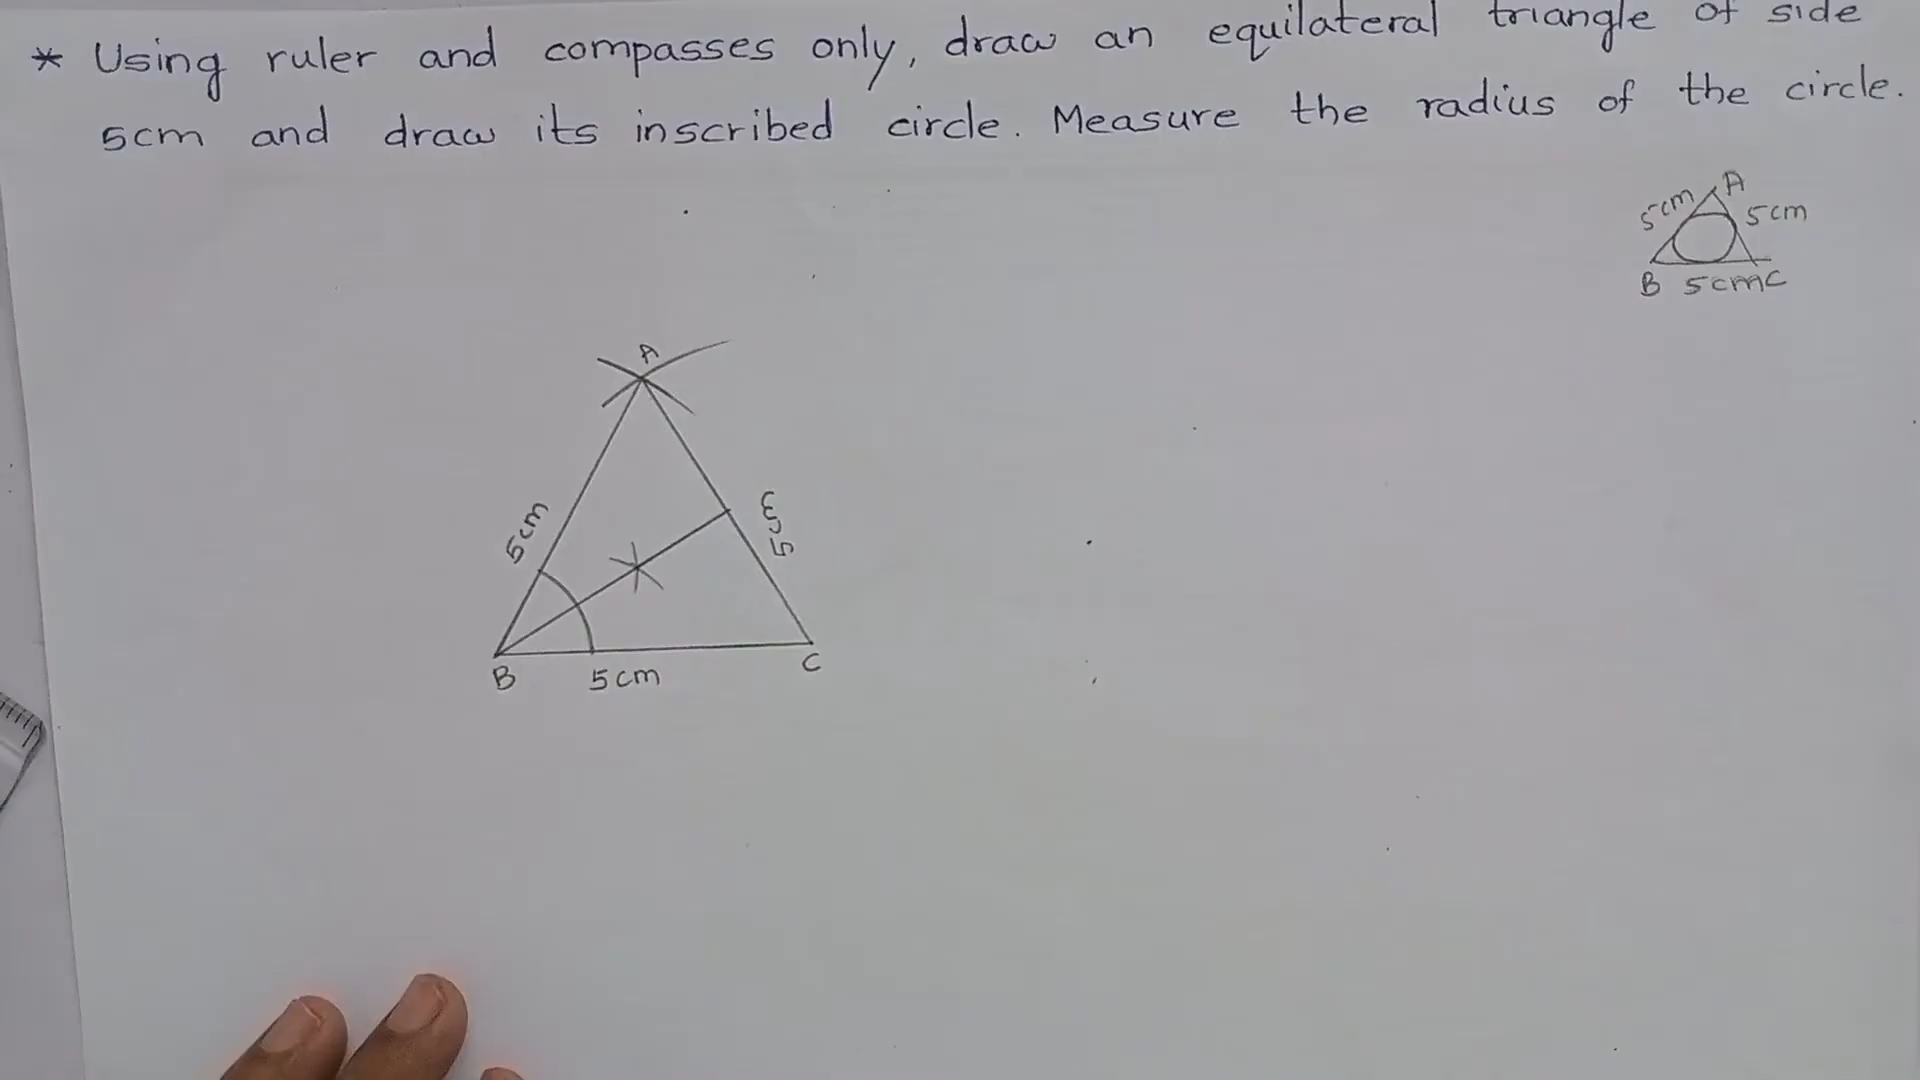 * Using ruler and compasses only, draw an equilateral triangle of side
5cm and draw its inscribed circle. Measure the radius of the circle.
A
5cm
5cm
B 5cm C
A
5cm
5cm
B
5cm
C